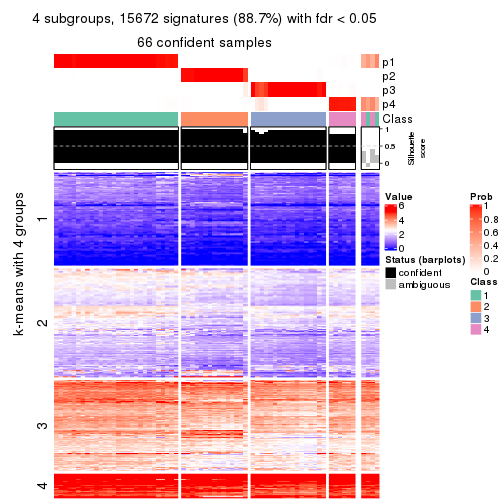 4 subgroups, 15672 signatures (88.7%) with fdr < 0.05
66 confident samples
p1
p2
p3
p4
Class
1
0.5
0
Silhouette
score
k-means with 4 groups
1
2
3
4
Value
6
4
2
0
Status (barplots)
confident
ambiguous
Prob
1
0.8
0.6
0.4
0.2
0
Class
1
2
3
4